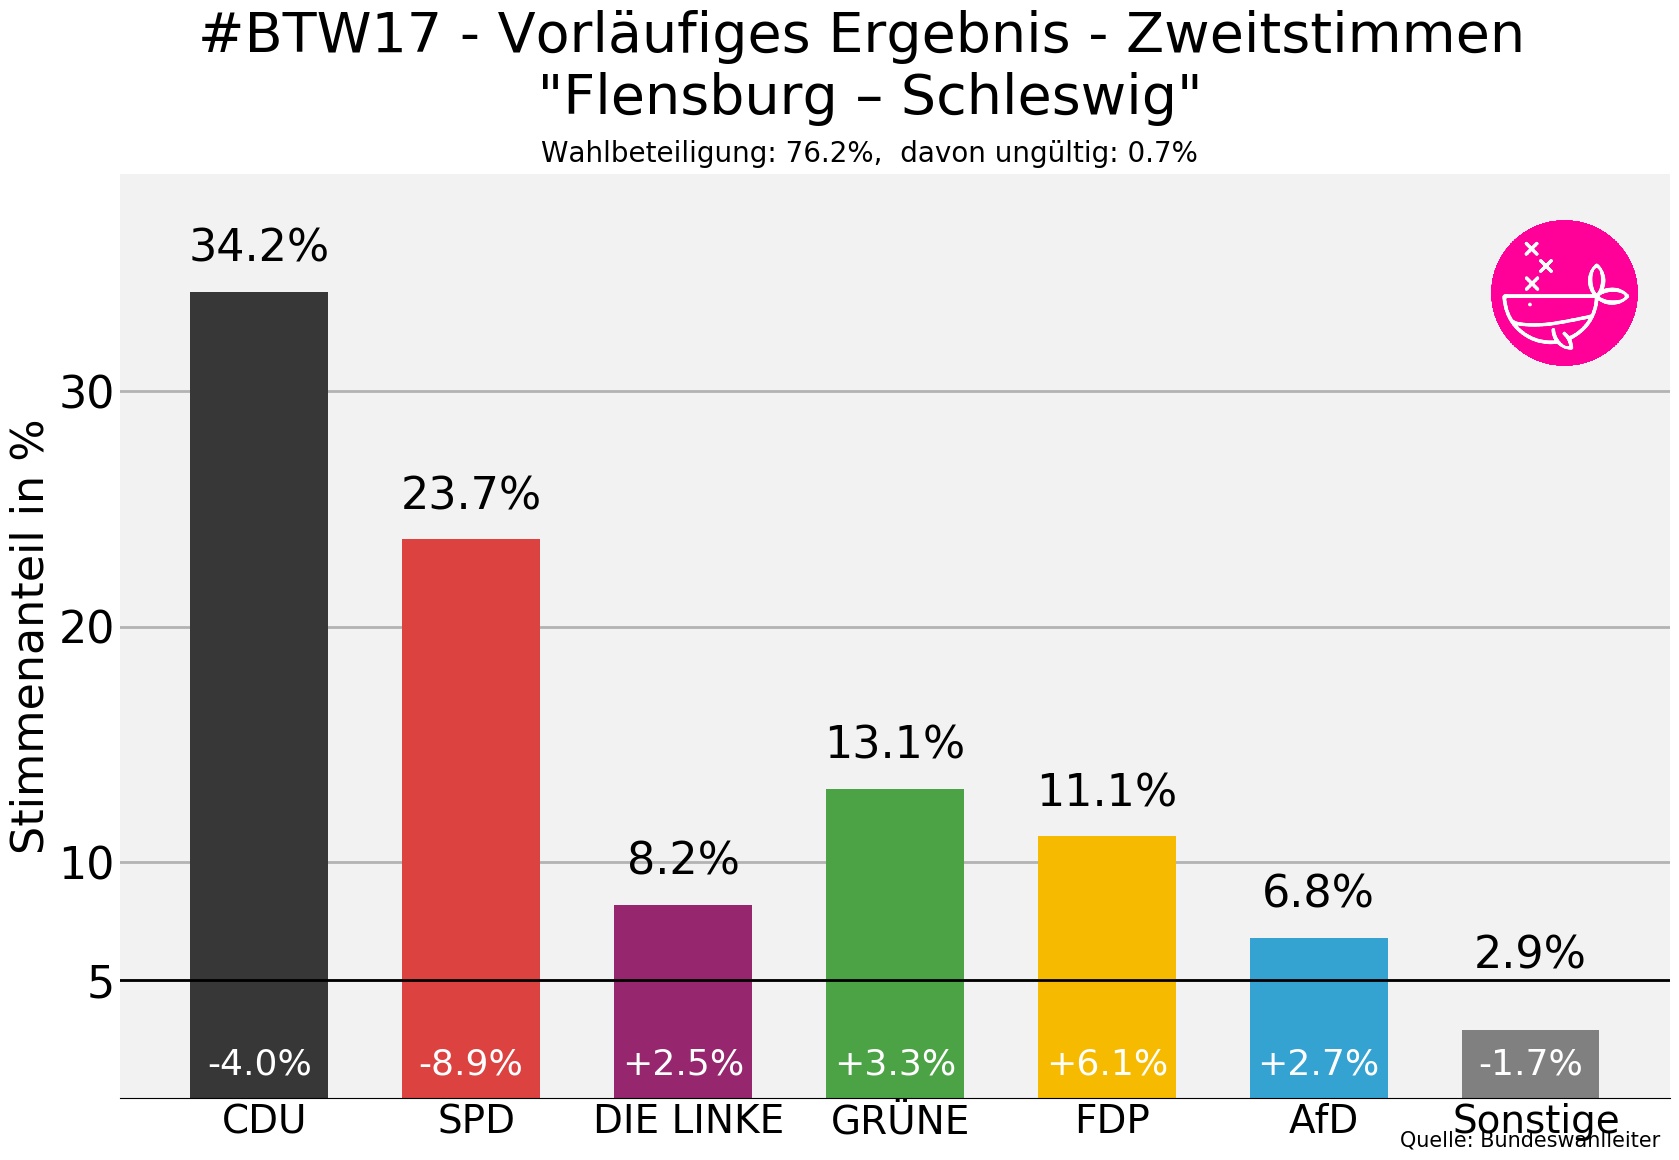 #BTW17 - Vorläufiges Ergebnis - Zweitstimmen
"Flensburg – Schleswig"
Wahlbeteiligung: 76.2%,  davon ungültig: 0.7%
Stimmenanteil in %
30
20
10
5
34.2%
23.7%
8.2%
13.1%
11.1%
6.8%
2.9%
-4.0%
-8.9%
+2.5%
+3.3%
+6.1%
+2.7%
-1.7%
CDU
SPD
DIE LINKE
GRÜNE
FDP
AfD
Sonstige
Quelle: Bundeswahlleiter